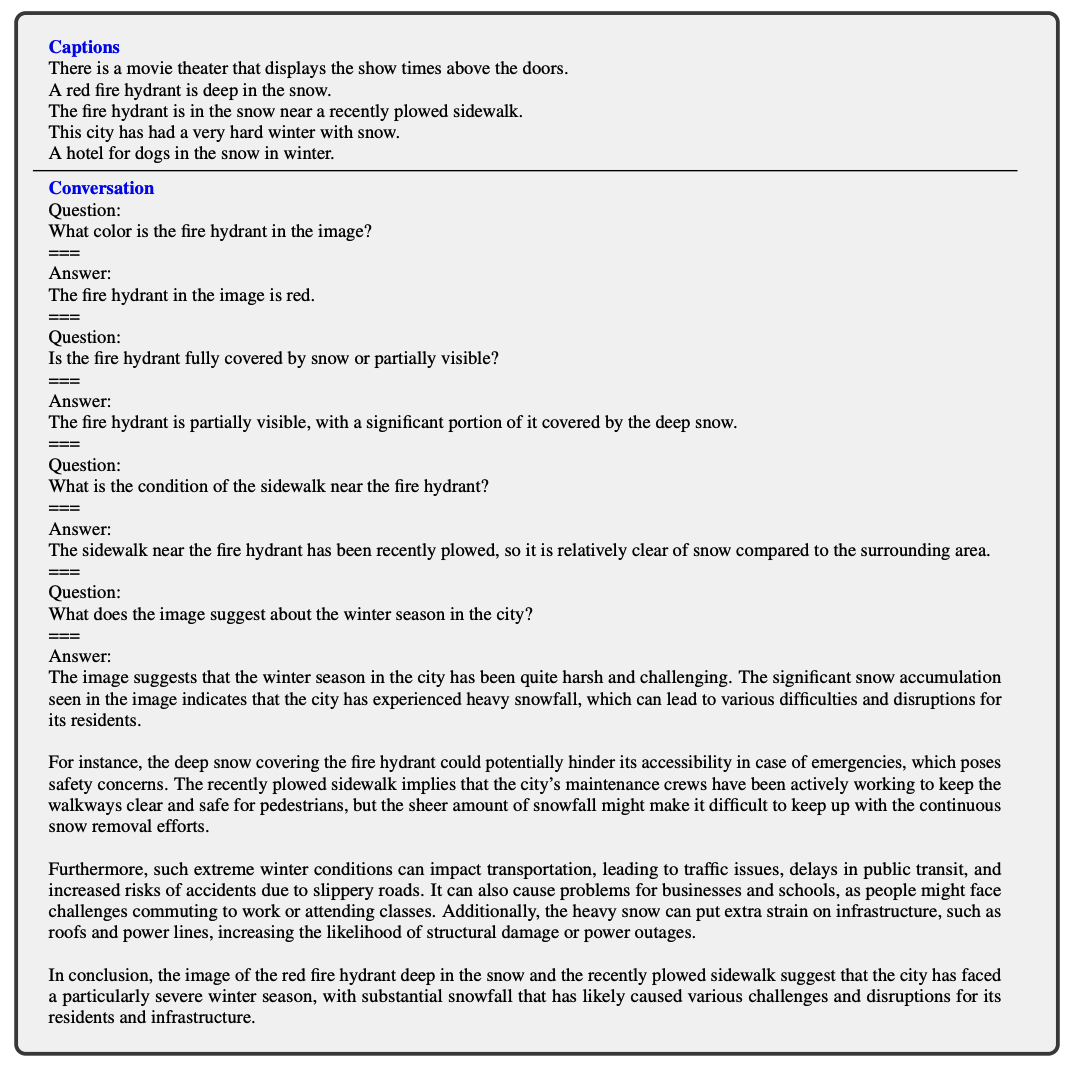 Captions
There is a movie theater that displays the show times above the doors.
A red fire hydrant is deep in the snow.
The fire hydrant is in the snow near a recently plowed sidewalk.
This city has had a very hard winter with snow.
A hotel for dogs in the snow in winter.
Conversation
Question:
What color is the fire hydrant in the image?
===
Answer:
The fire hydrant in the image is red.
===
Question:
Is the fire hydrant fully covered by snow or partially visible?
===
Answer:
The fire hydrant is partially visible, with a significant portion of it covered by the deep snow.
===
Question:
What is the condition of the sidewalk near the fire hydrant?
===
Answer:
The sidewalk near the fire hydrant has been recently plowed, so it is relatively clear of snow compared to the surrounding area.
===
Question:
What does the image suggest about the winter season in the city?
===
Answer:
The image suggests that the winter season in the city has been quite harsh and challenging. The significant snow accumulation
seen in the image indicates that the city has experienced heavy snowfall, which can lead to various difficulties and disruptions for
its residents.
For instance, the deep snow covering the fire hydrant could potentially hinder its accessibility in case of emergencies, which poses
safety concerns. The recently plowed sidewalk implies that the city's maintenance crews have been actively working to keep the
walkways clear and safe for pedestrians, but the sheer amount of snowfall might make it difficult to keep up with the continuous
snow removal efforts.
Furthermore, such extreme winter conditions can impact transportation, leading to traffic issues, delays in public transit, and
increased risks of accidents due to slippery roads. It can also cause problems for businesses and schools, as people might face
challenges commuting to work or attending classes. Additionally, the heavy snow can put extra strain on infrastructure, such as
roofs and power lines, increasing the likelihood of structural damage or power outages.
In conclusion, the image of the red fire hydrant deep in the snow and the recently plowed sidewalk suggest that the city has faced
a particularly severe winter season, with substantial snowfall that has likely caused various challenges and disruptions for its
residents and infrastructure.